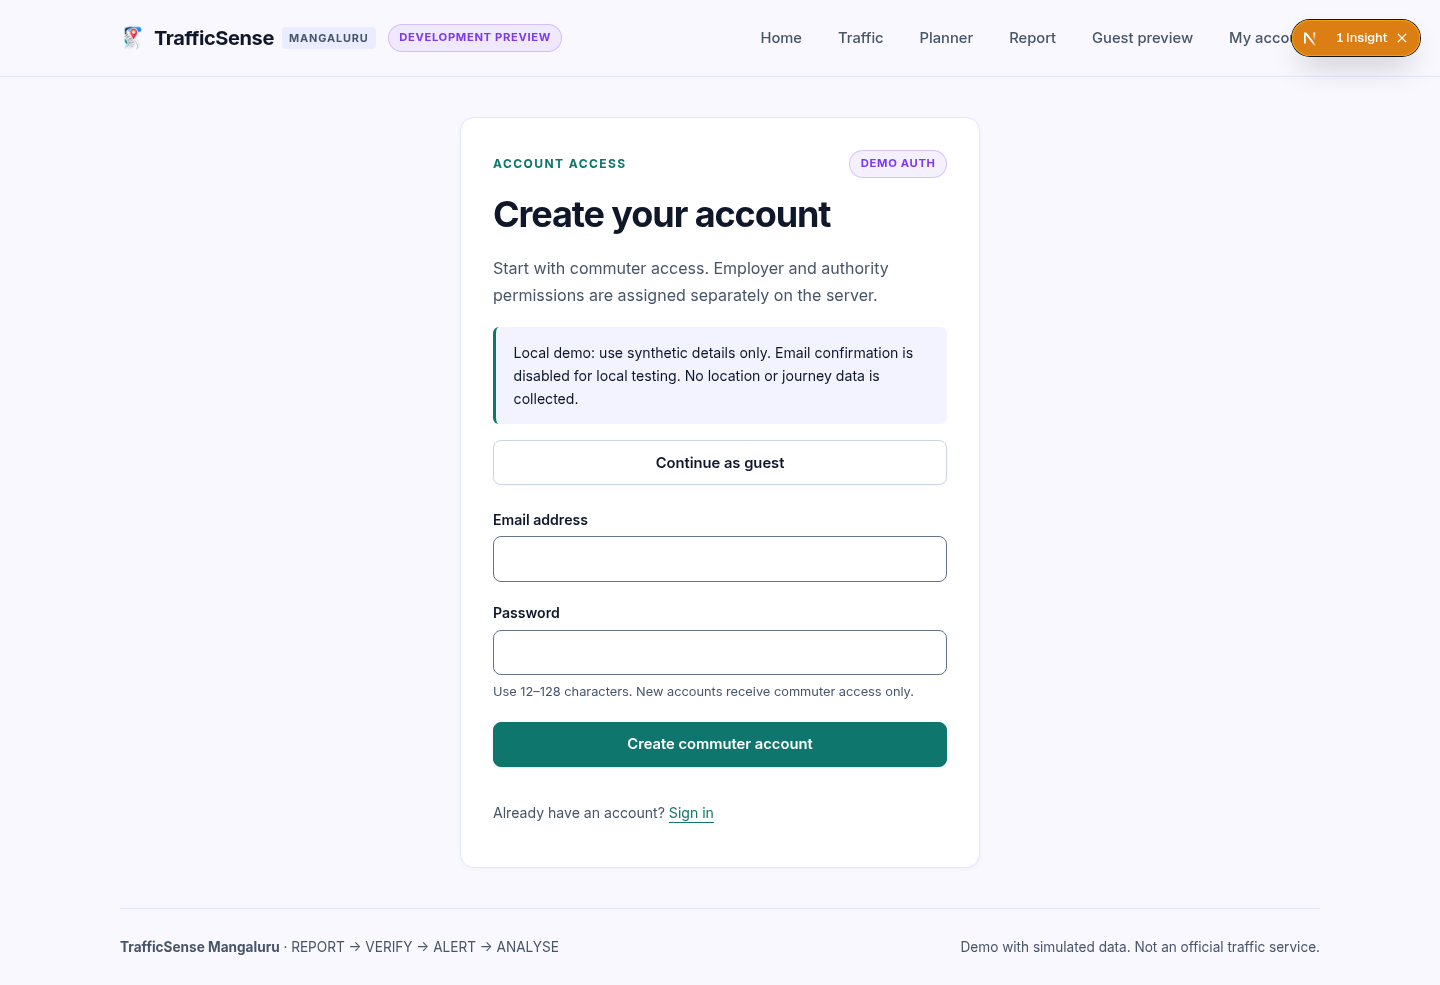 TrafficSense MANGALURU DEVELOPMENT PREVIEW Home Traffic Planner Report Guest preview My accou 1 Insight
ACCOUNT ACCESS DEMO AUTH
Create your account
Start with commuter access. Employer and authority
permissions are assigned separately on the server.
Local demo: use synthetic details only. Email confirmation is
disabled for local testing. No location or journey data is
collected.
Continue as guest
Email address
Password
Use 12–128 characters. New accounts receive commuter access only.
Create commuter account
Already have an account? Sign in
TrafficSense Mangaluru · REPORT → VERIFY → ALERT → ANALYSE Demo with simulated data. Not an official traffic service.